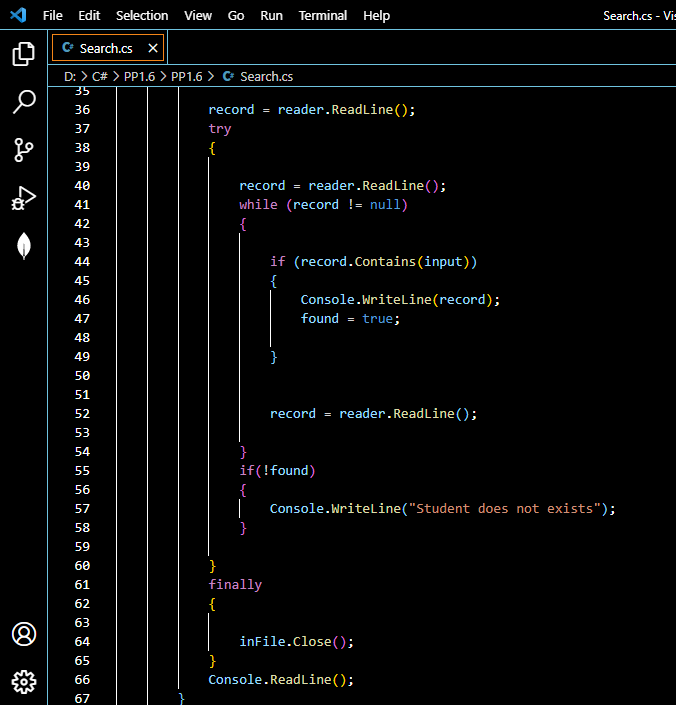 File Edit Selection View Go Run Terminal Help Search.cs - Vis
C# Search.cs ×
D: > C# > PP1.6 > PP1.6 > C# Search.cs
35
36 record = reader.ReadLine();
37 try
38 {
39
40 record = reader.ReadLine();
41 while (record != null)
42 {
43
44 if (record.Contains(input))
45 {
46 Console.WriteLine(record);
47 found = true;
48
49 }
50
51
52 record = reader.ReadLine();
53
54 }
55 if(!found)
56 {
57 Console.WriteLine("Student does not exists");
58 }
59
60 }
61 finally
62 {
63
64 inFile.Close();
65 }
66 Console.ReadLine();
67 }